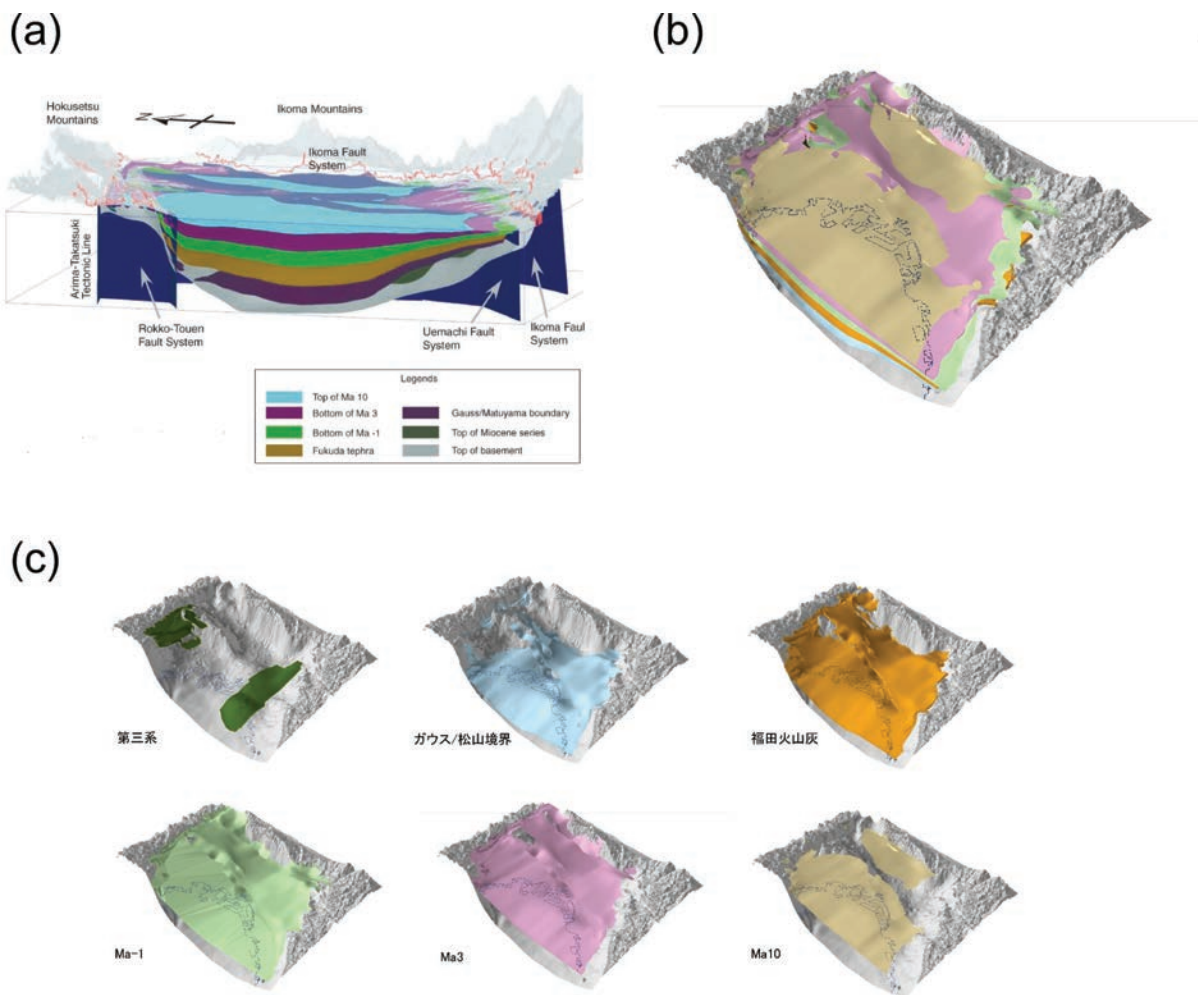 (a)
(b)
Hokusetsu
Mountains
Z
Ikoma Mountains
Ikoma Fault
System
Arima-Takatsuki
Tectonic Line
Rokko-Touen
Fault System
Uemachi Fault
System
Ikoma Faul
System
Legends
Top of Ma 10
Bottom of Ma 3
Bottom of Ma -1
Fukuda tephra
Gauss/Matuyama boundary
Top of Miocene series
Top of basement
(c)
第三系
ガウス/松山境界
福田火山灰
Ma-1
Ma3
Ma10